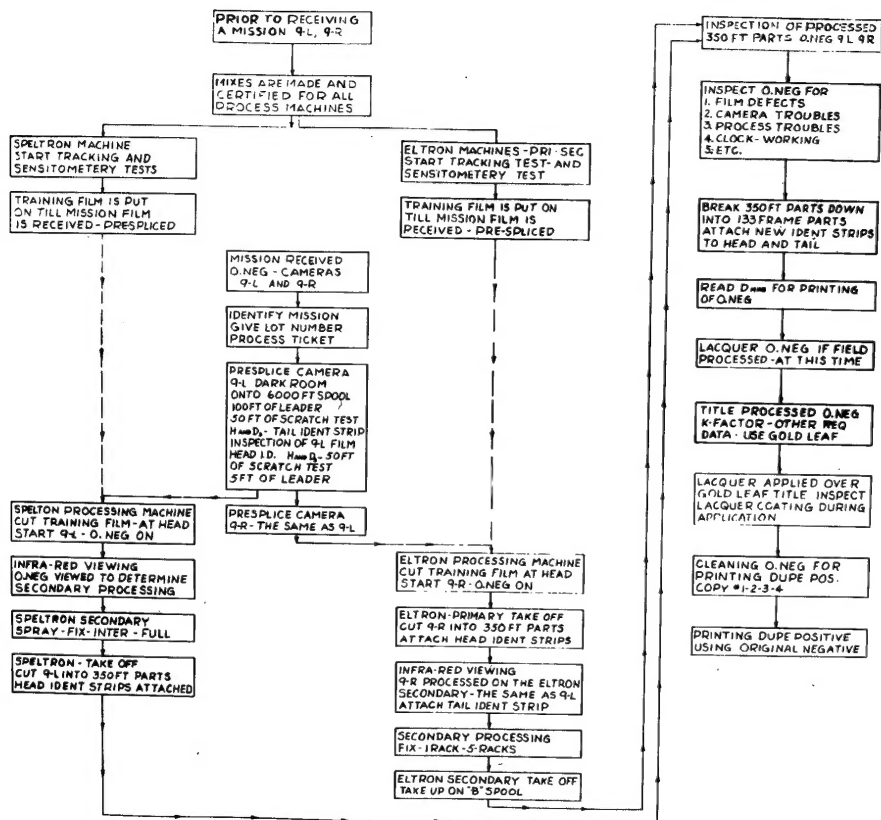 PRIOR TO RECEIVING
A MISSION 9-L, 9-R
MIXES ARE MADE AND
CERTIFIED FOR ALL
PROCESS MACHINES
SPELTRON MACHINE
START TRACKING AND
SENSITOMETERY TESTS
TRAINING FILM IS PUT
ON TILL MISSION FILM
IS RECEIVED - PRESPLICED
ELTRON MACHINES - PRI - SEC
START TRACKING TEST - AND
SENSITOMETERY TEST
TRAINING FILM IS PUT ON
TILL MISSION FILM IS
RECEIVED - PRE-SPLICED
MISSION RECEIVED
O.NEG - CAMERAS
9-L AND 9-R
IDENTIFY MISSION
GIVE LOT NUMBER
PROCESS TICKET
PRESPLICE CAMERA
9-L DARK ROOM
ONTO 6000 FT SPOOL
100 FT OF LEADER
50 FT OF SCRATCH TEST
H AND D, - TAIL IDENT STRIP
INSPECTION OF 9-L FILM
HEAD I.D. H AND D - 50 FT
OF SCRATCH TEST
5 FT OF LEADER
PRESPLICE CAMERA
9-R - THE SAME AS 9-L
SPELTON PROCESSING MACHINE
CUT TRAINING FILM - AT HEAD
START 9-L - O.NEG ON
INFRA-RED VIEWING
O.NEG VIEWED TO DETERMINE
SECONDARY PROCESSING
SPELTRON SECONDARY
SPRAY - FIX - INTER - FULL
SPELTRON - TAKE OFF
CUT 9-L INTO 350 FT PARTS
HEAD IDENT STRIPS ATTACHED
ELTRON PROCESSING MACHINE
CUT TRAINING FILM AT HEAD
START 9-R - O.NEG ON
ELTRON-PRIMARY TAKE OFF
CUT 9-R INTO 350 FT PARTS
ATTACH HEAD IDENT STRIPS
INFRA-RED VIEWING
9-R PROCESSED ON THE ELTRON
SECONDARY - THE SAME AS 9-L
ATTACH TAIL IDENT STRIP
SECONDARY PROCESSING
FIX - 1 RACK - 5 - RACKS
ELTRON SECONDARY TAKE OFF
TAKE UP ON "B" SPOOL
INSPECTION OF PROCESSED
350 FT PARTS O.NEG 9L 9R
INSPECT O.NEG FOR
1. FILM DEFECTS
2. CAMERA TROUBLES
3. PROCESS TROUBLES
4. CLOCK - WORKING
5. ETC.
BREAK 350 FT PARTS DOWN
INTO 133 FRAME PARTS
ATTACH NEW IDENT STRIPS
TO HEAD AND TAIL
READ D FOR PRINTING
OF O.NEG
LACQUER O.NEG IF FIELD
PROCESSED - AT THIS TIME
TITLE PROCESSED O.NEG
K-FACTOR - OTHER REQ
DATA - USE GOLD LEAF
LACQUER APPLIED OVER
GOLD LEAF TITLE INSPECT
LACQUER COATING DURING
APPLICATION
CLEANING O.NEG FOR
PRINTING DUPE POS.
COPY #1-2-3-4
PRINTING DUPE POSITIVE
USING ORIGINAL NEGATIVE